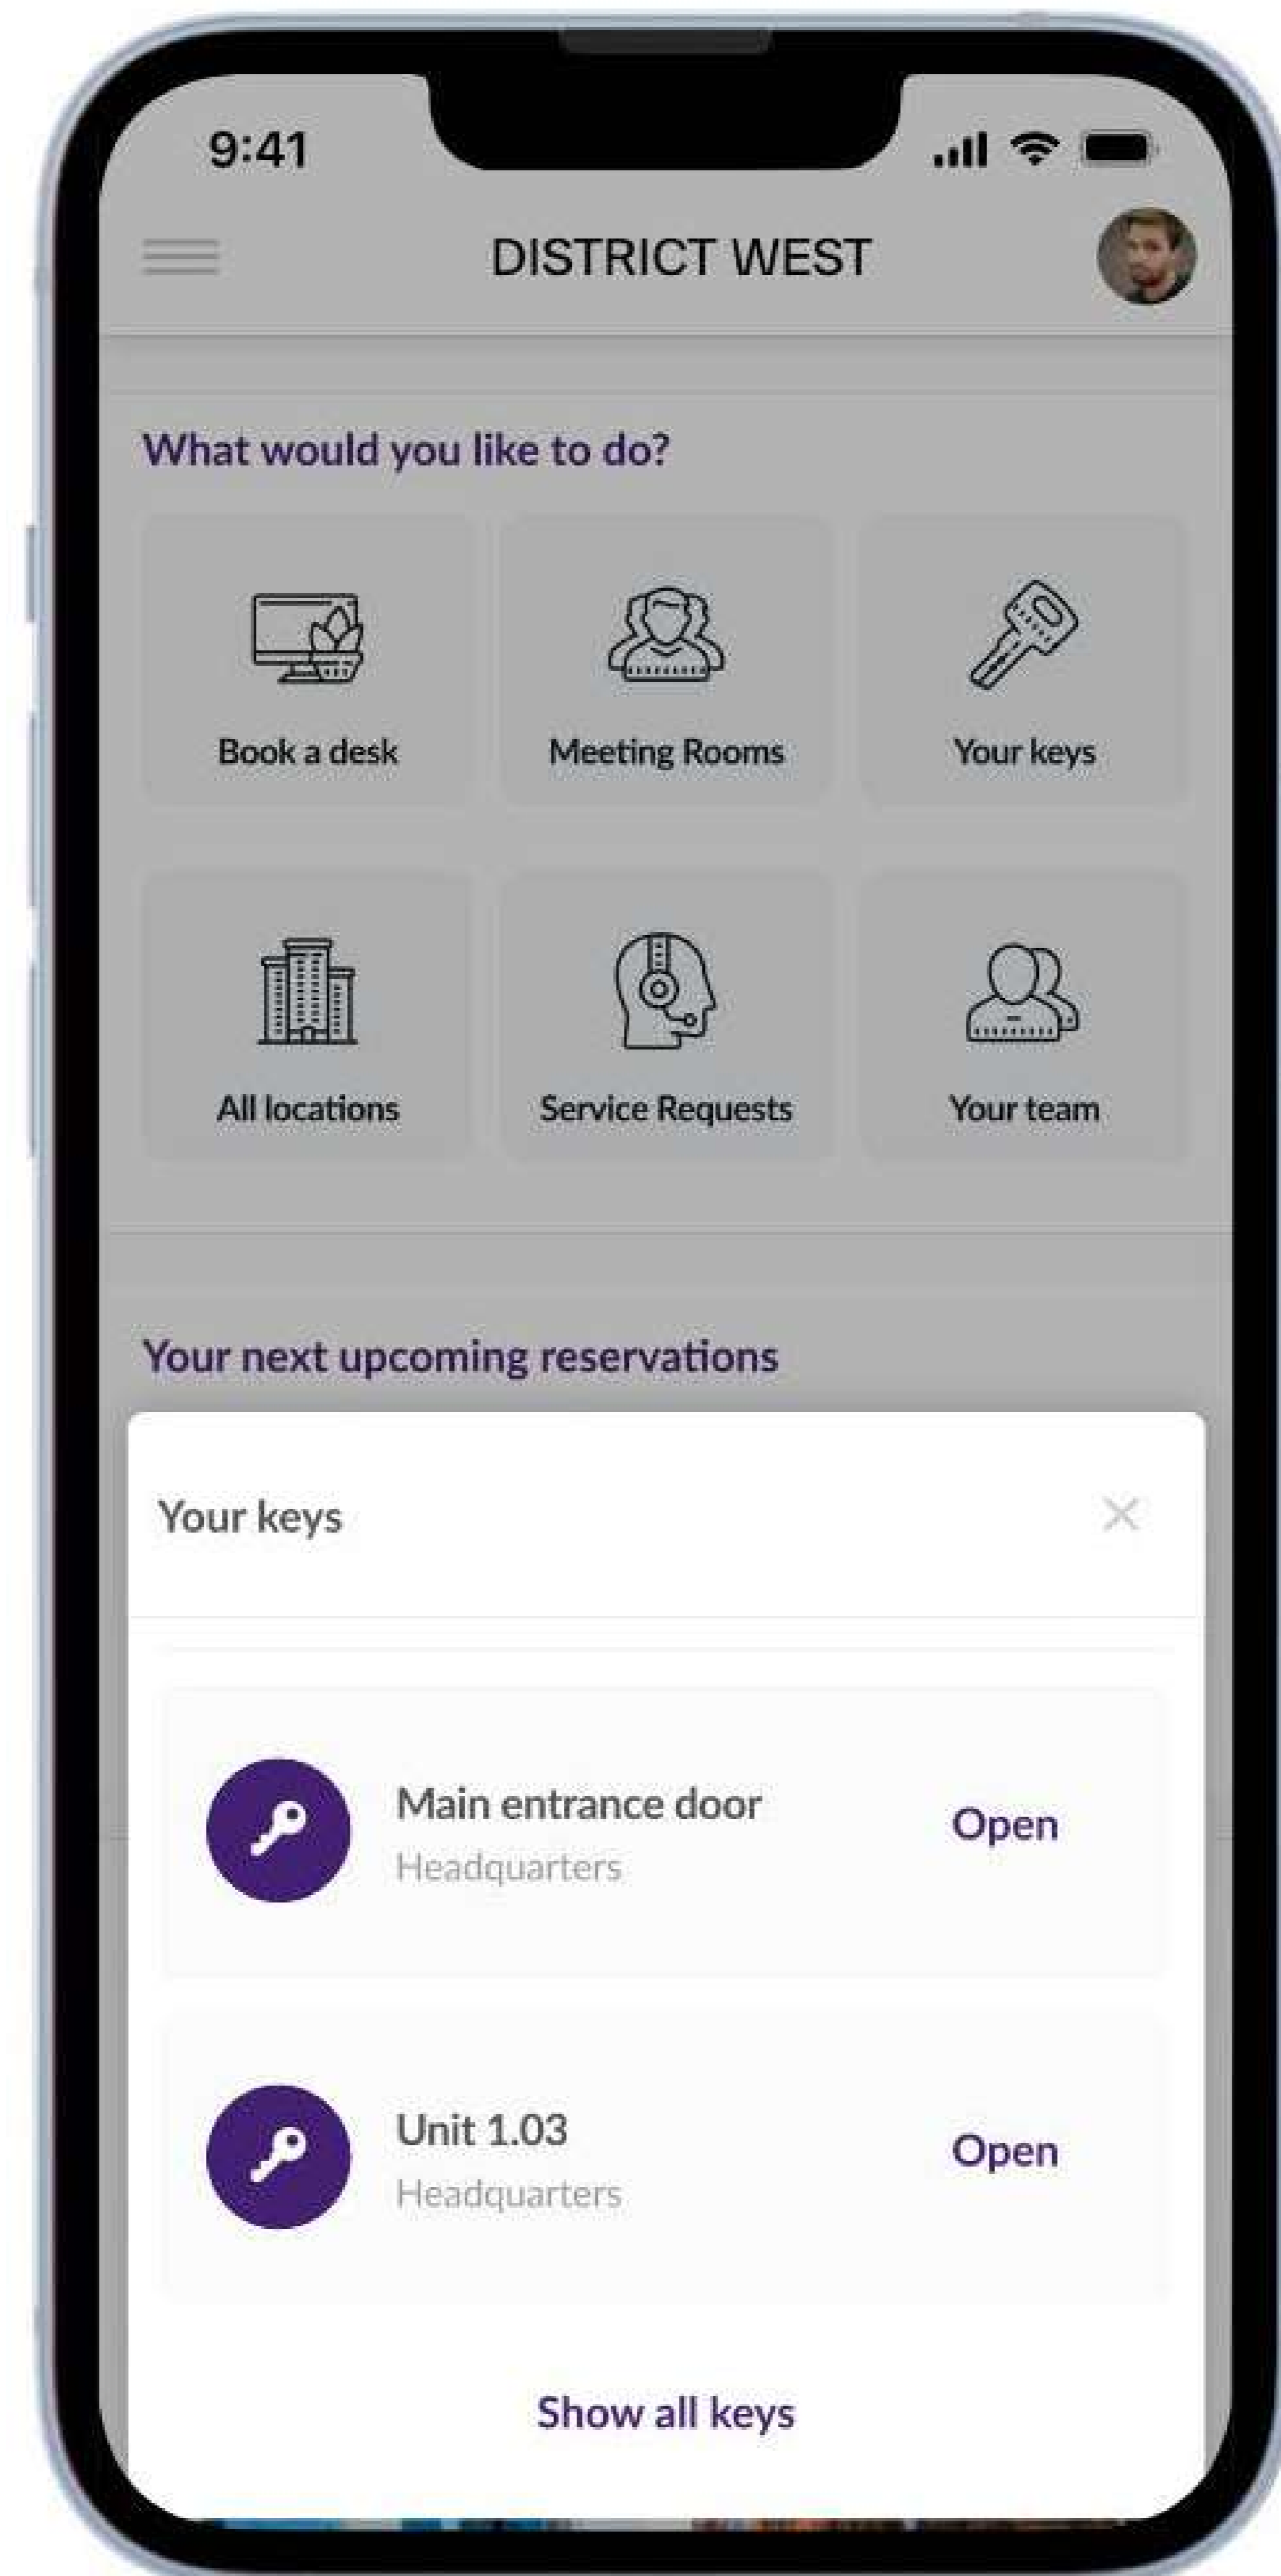 9:41
DISTRICT WEST
What would you like to do?
Book a desk
Meeting Rooms
Your keys
All locations
Service Requests
Your team
Your next upcoming reservations
Your keys
Main entrance door
Headquarters
Open
Unit 1.03
Headquarters
Open
Show all keys